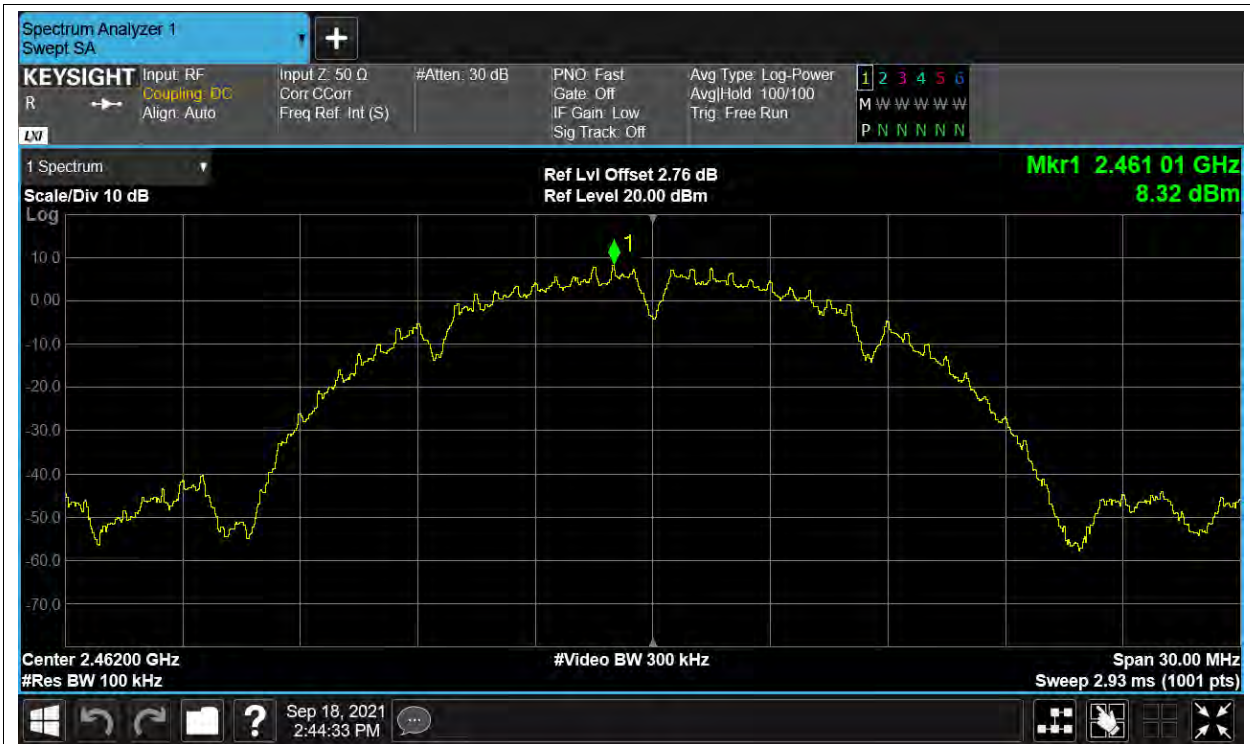 Spectrum Analyzer 1
Swept SA
+
KEYSIGHT
R
LXI
Input: RF
Coupling: DC
Align: Auto
Input Z: 50 Ω
Corr CCorr
Freq Ref: Int (S)
#Atten: 30 dB
PNO: Fast
Gate: Off
IF Gain: Low
Sig Track: Off
Avg Type: Log-Power
Avg|Hold: 100/100
Trig: Free Run
1 2 3 4 5 6
M W W W W W W
P N N N N N N
1 Spectrum
Scale/Div 10 dB
Log
Ref Lvl Offset 2.76 dB
Ref Level 20.00 dBm
Mkr1 2.461 01 GHz
8.32 dBm
1
10.0
0.00
-10.0
-20.0
-30.0
-40.0
-50.0
-60.0
-70.0
Center 2.46200 GHz
#Res BW 100 kHz
#Video BW 300 kHz
Span 30.00 MHz
Sweep 2.93 ms (1001 pts)
?
Sep 18, 2021
2:44:33 PM